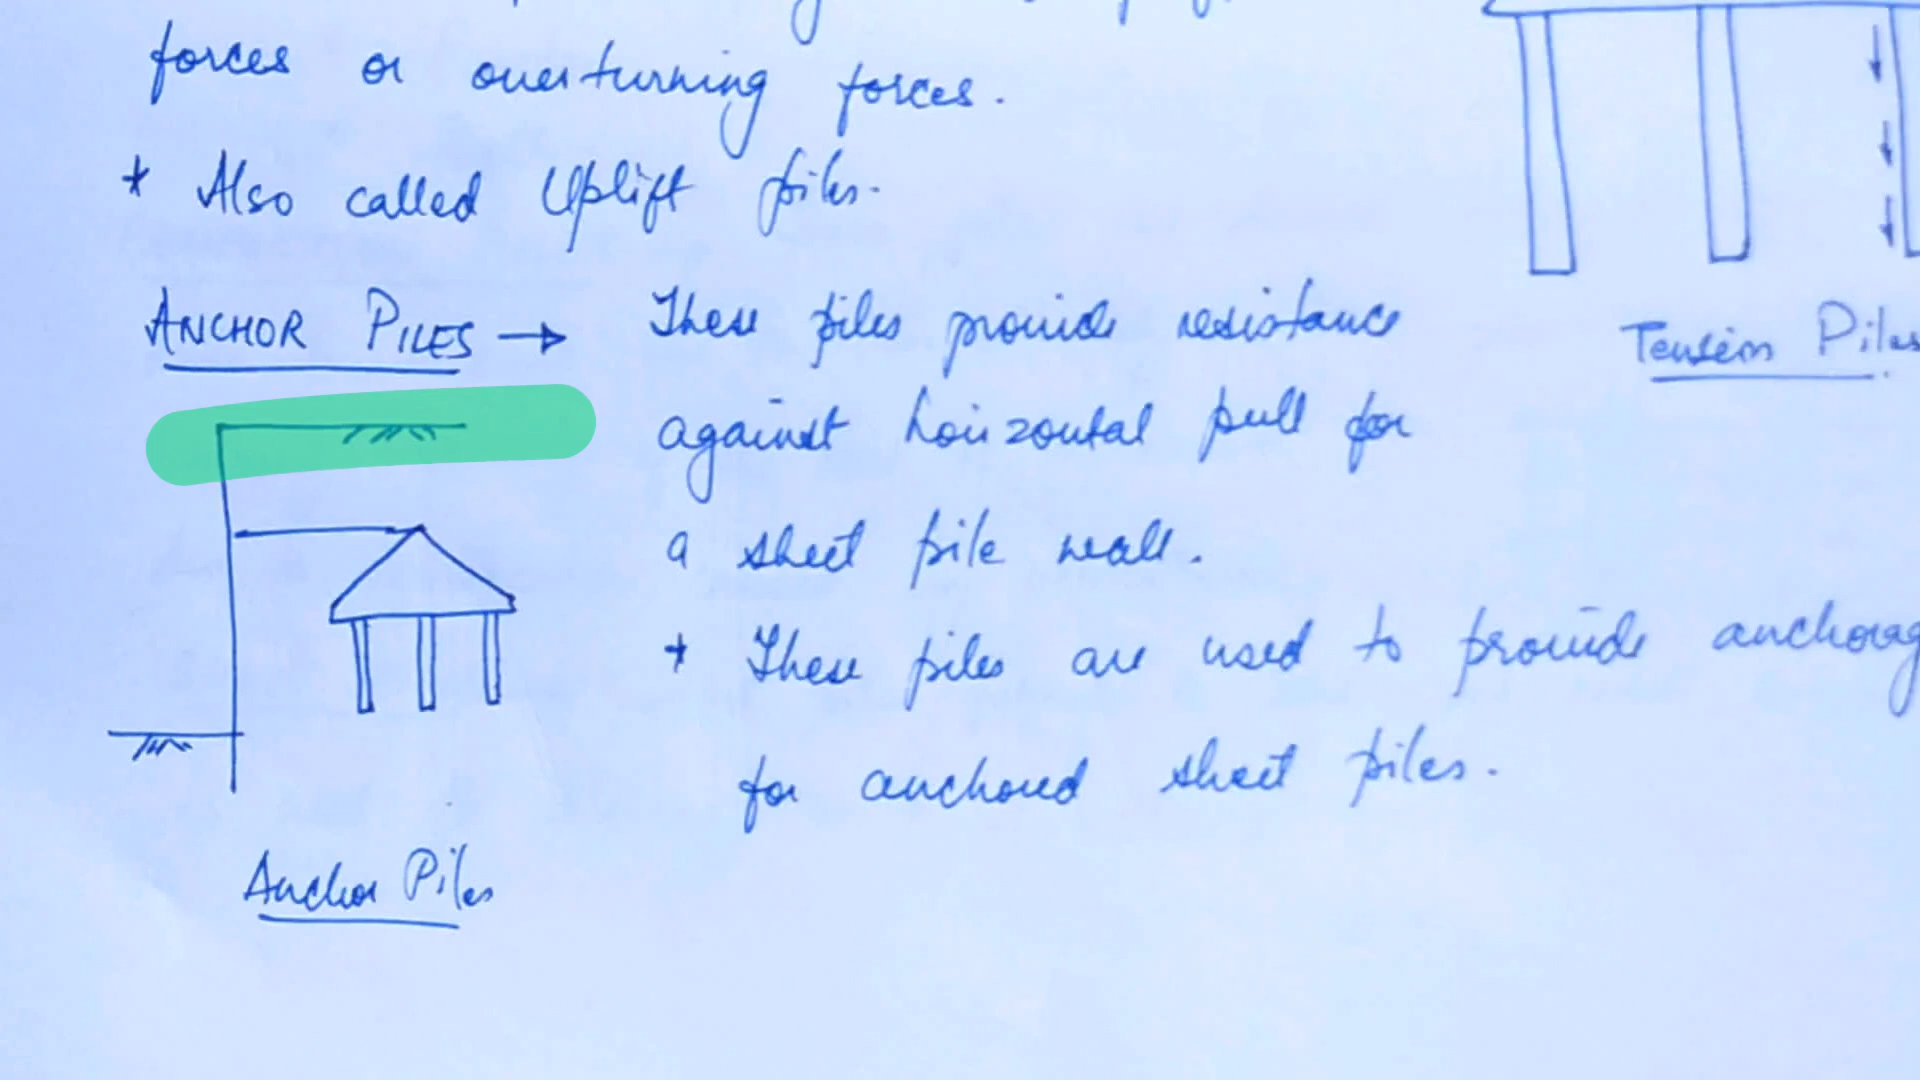 forces or overturning forces.
* Also called Uplift piles.
ANCHOR PILES → These piles provide resistance
against horizontal pull for
a sheet pile wall.
* These piles are used to provide anchorag
for anchored sheet piles.
Anchor Piles
Tension Piles